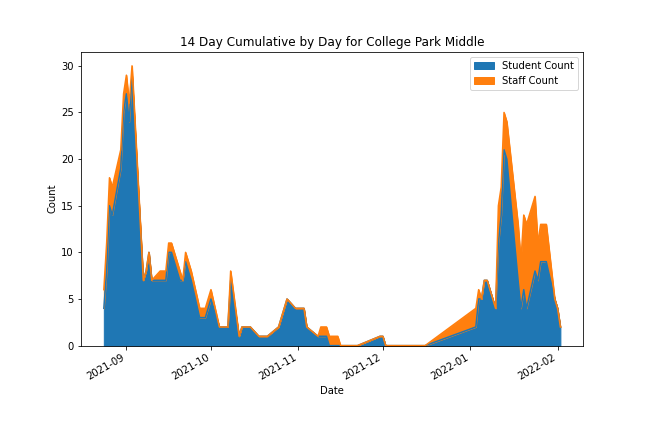 14 Day Cumulative by Day for College Park Middle
Student Count
Staff Count
30
25
20
15
10
5
0
Count
2021-09
2021-10
2021-11
2021-12
2022-01
2022-02
Date